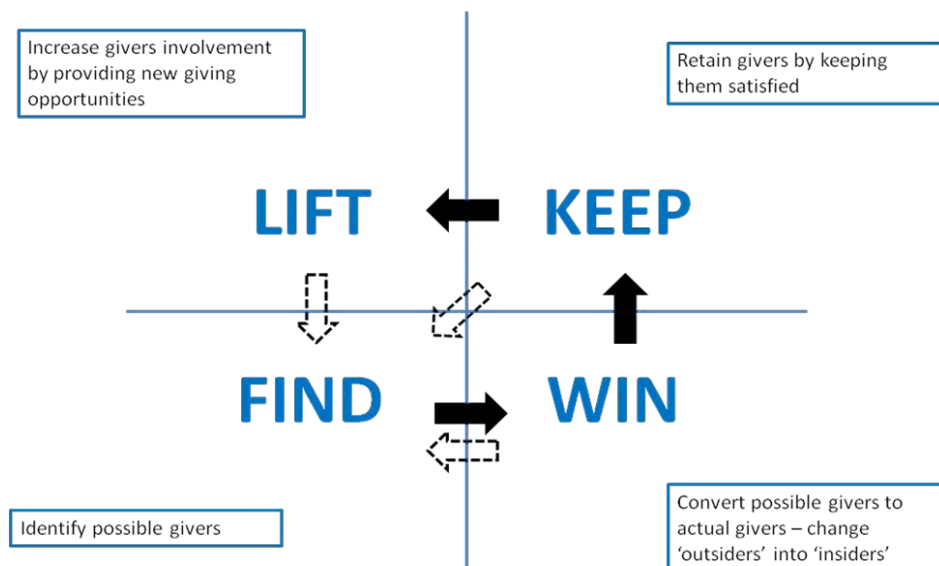 Increase givers involvement
by providing new giving
opportunities
Retain givers by keeping
them satisfied
LIFT
KEEP
FIND
WIN
Identify possible givers
Convert possible givers to
actual givers – change
‘outsiders’ into ‘insiders’